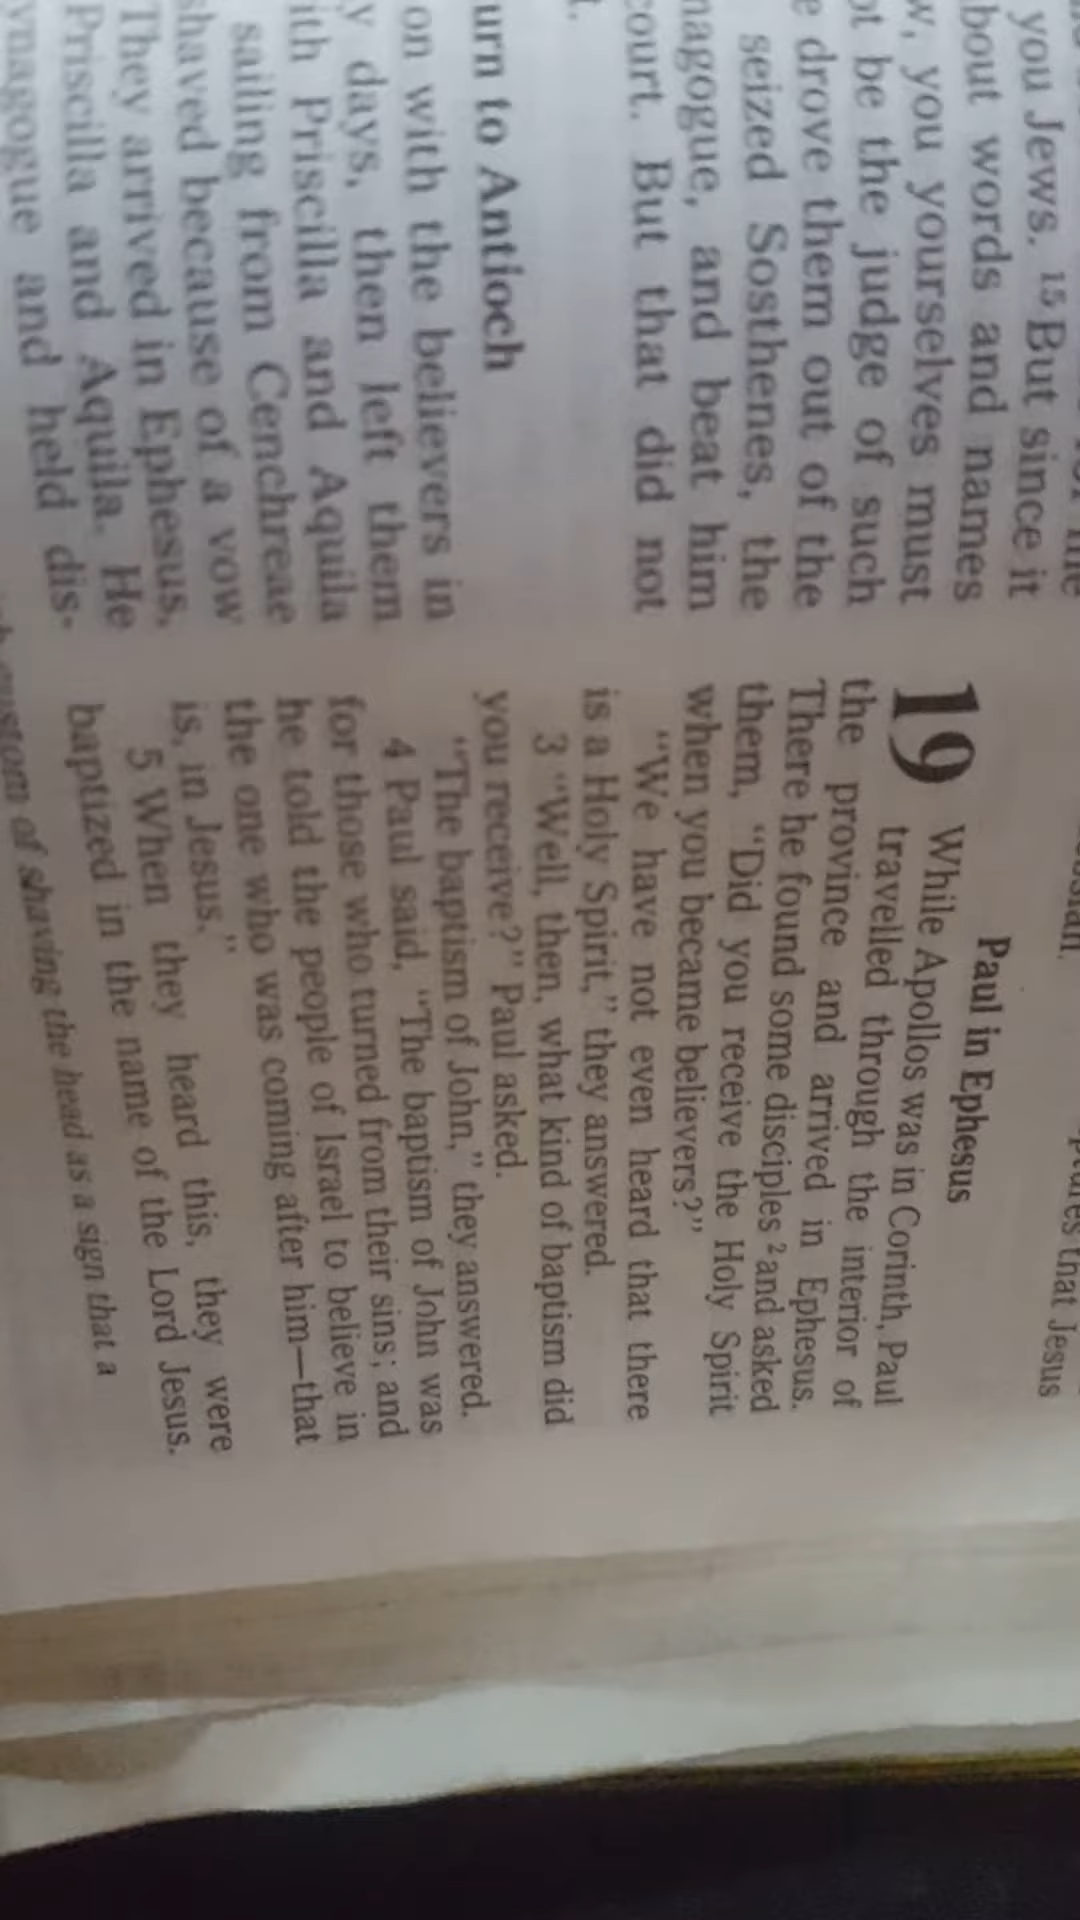 you Jews. 15 But since it
bout words and names
w, you yourselves must
ot be the judge of such
e drove them out of the
seized Sosthenes, the
nagogue, and beat him
court. But that did not
t.
urn to Antioch
on with the believers in
y days, then left them
ith Priscilla and Aquila
sailing from Cenchreae
shaved because of a vow
They arrived in Ephesus,
Priscilla and Aquila. He
ynagogue and held dis-
that Jesus
Paul in Ephesus
19 While Apollos was in Corinth, Paul
travelled through the interior of
the province and arrived in Ephesus.
There he found some disciples 2 and asked
them, “Did you receive the Holy Spirit
when you became believers?”
“We have not even heard that there
is a Holy Spirit,” they answered.
3 “Well, then, what kind of baptism did
you receive?” Paul asked.
“The baptism of John,” they answered.
4 Paul said, “The baptism of John was
for those who turned from their sins; and
he told the people of Israel to believe in
the one who was coming after him—that
is, in Jesus.”
5 When they heard this, they were
baptized in the name of the Lord Jesus.
custom of shaving the head as a sign that a